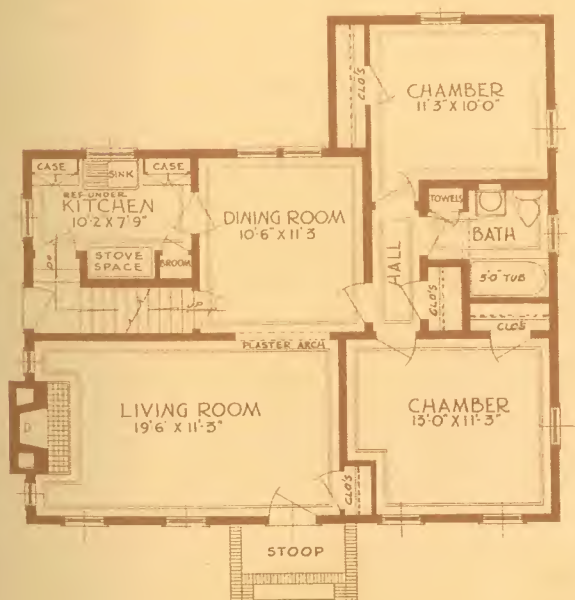 CLO'S
CHAMBER
11'3" X 10'0"
CASE
SINK
CASE
REF. UNDER
KITCHEN
10'2 X 7'9"
STOVE
SPACE
BROOM
DINING ROOM
10'-6" X 11'3
TOWELS
BATH
5'0" TUB
HALL
CLO'S
CLO'S
DN
UP
PLASTER ARCH
LIVING ROOM
19'6' X 11'-3"
D
CHAMBER
13'-0" X 11'-3"
CLO'S
STOOP